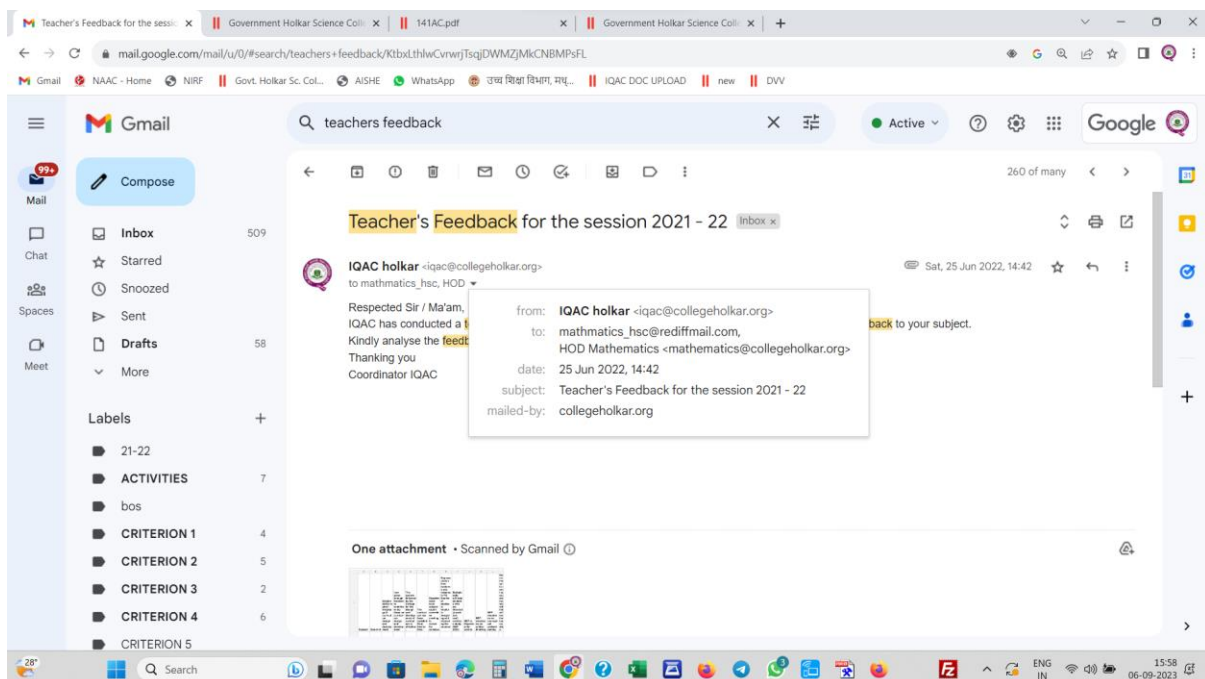 Teacher's Feedback for the sessic
Government Holkar Science Coll
141AC.pdf
Government Holkar Science Coll
mail.google.com/mail/u/0/#search/teachers+feedback/KtbxLthlwCvrwrjTsqjDWMZjMkCNBMPsFL
Gmail NAAC - Home NIRF Govt. Holkar Sc. Col... AISHE WhatsApp उच्च शिक्षा विभाग, मध्... IQAC DOC UPLOAD new DVV
Gmail
teachers feedback
Active
Google
99+
Mail
Chat
Spaces
Meet
Compose
Inbox 509
Starred
Snoozed
Sent
Drafts 58
More
Labels
21-22
ACTIVITIES 7
bos
CRITERION 1 4
CRITERION 2 5
CRITERION 3 2
CRITERION 4 6
CRITERION 5
260 of many
Teacher's Feedback for the session 2021 - 22 Inbox x
IQAC holkar <iqac@collegeholkar.org> Sat, 25 Jun 2022, 14:42
to mathmatics_hsc, HOD
Respected Sir / Ma'am,
IQAC has conducted a t back to your subject.
Kindly analyse the feedb
Thanking you
Coordinator IQAC
from: IQAC holkar <iqac@collegeholkar.org>
to: mathmatics_hsc@rediffmail.com,
HOD Mathematics <mathematics@collegeholkar.org>
date: 25 Jun 2022, 14:42
subject: Teacher's Feedback for the session 2021 - 22
mailed-by: collegeholkar.org
One attachment • Scanned by Gmail
28°
Search
ENG
IN
15:58
06-09-2023